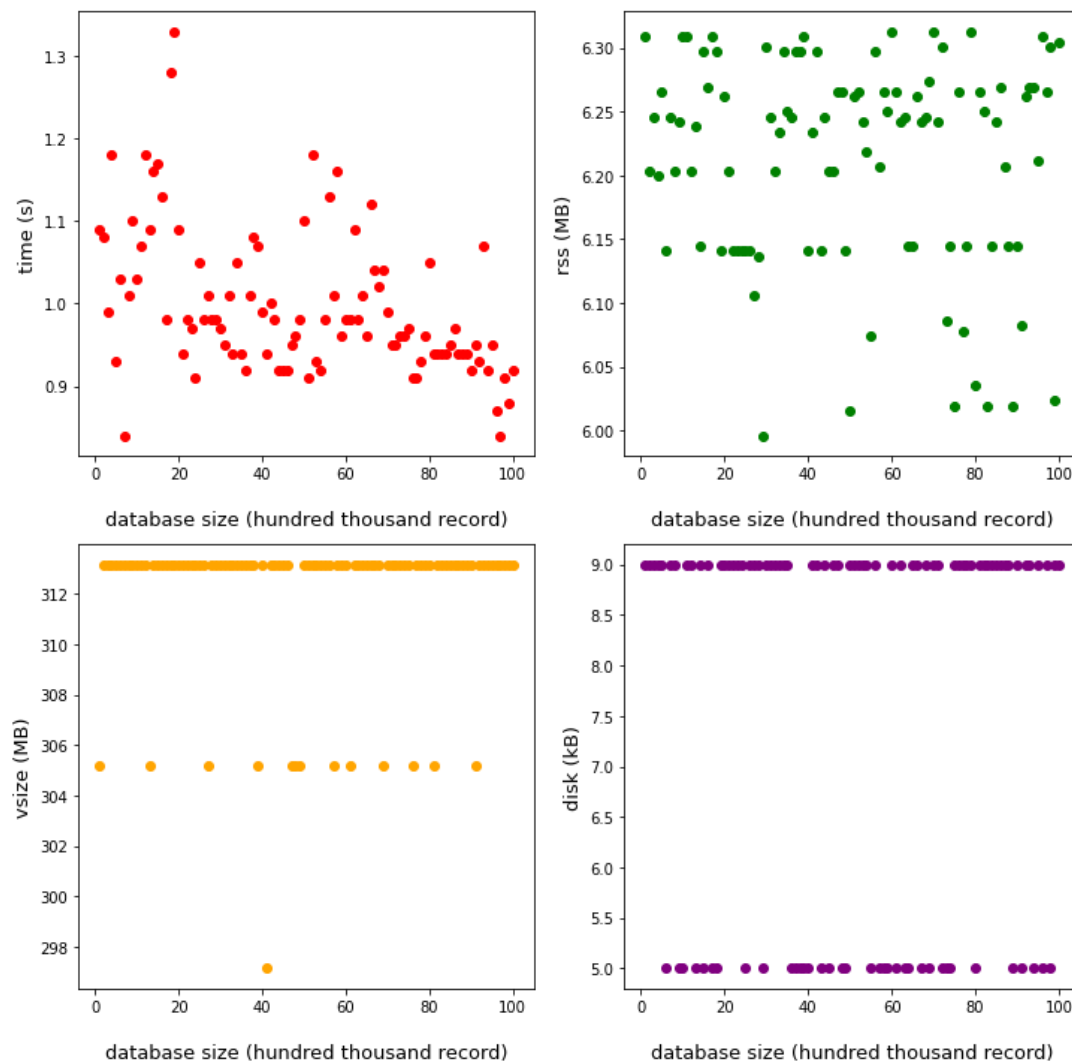 1.3
1.2
1.1
1.0
0.9
time (s)
0 20 40 60 80 100
database size (hundred thousand record)
6.30
6.25
6.20
6.15
6.10
6.05
6.00
rss (MB)
0 20 40 60 80 100
database size (hundred thousand record)
312
310
308
306
304
302
300
298
vsize (MB)
0 20 40 60 80 100
database size (hundred thousand record)
9.0
8.5
8.0
7.5
7.0
6.5
6.0
5.5
5.0
disk (kB)
0 20 40 60 80 100
database size (hundred thousand record)